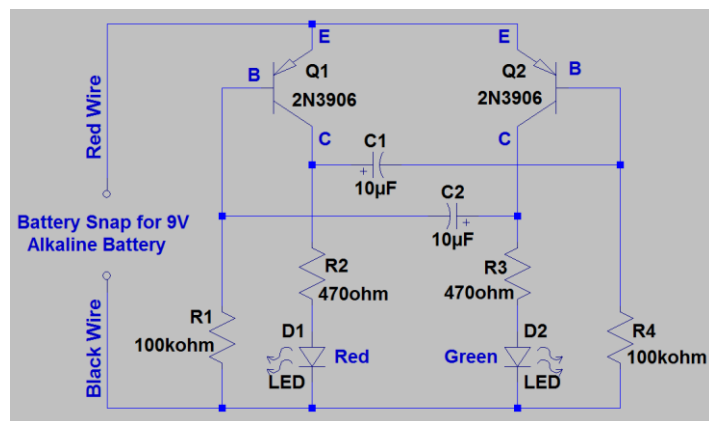 E
E
B
Q1
Q2
B
2N3906
2N3906
C
C
C1
+
10µF
C2
+
10µF
Red Wire
Battery Snap for 9V
Alkaline Battery
Black Wire
R2
470ohm
R3
470ohm
R1
100kohm
D1
Red
LED
D2
Green
LED
R4
100kohm